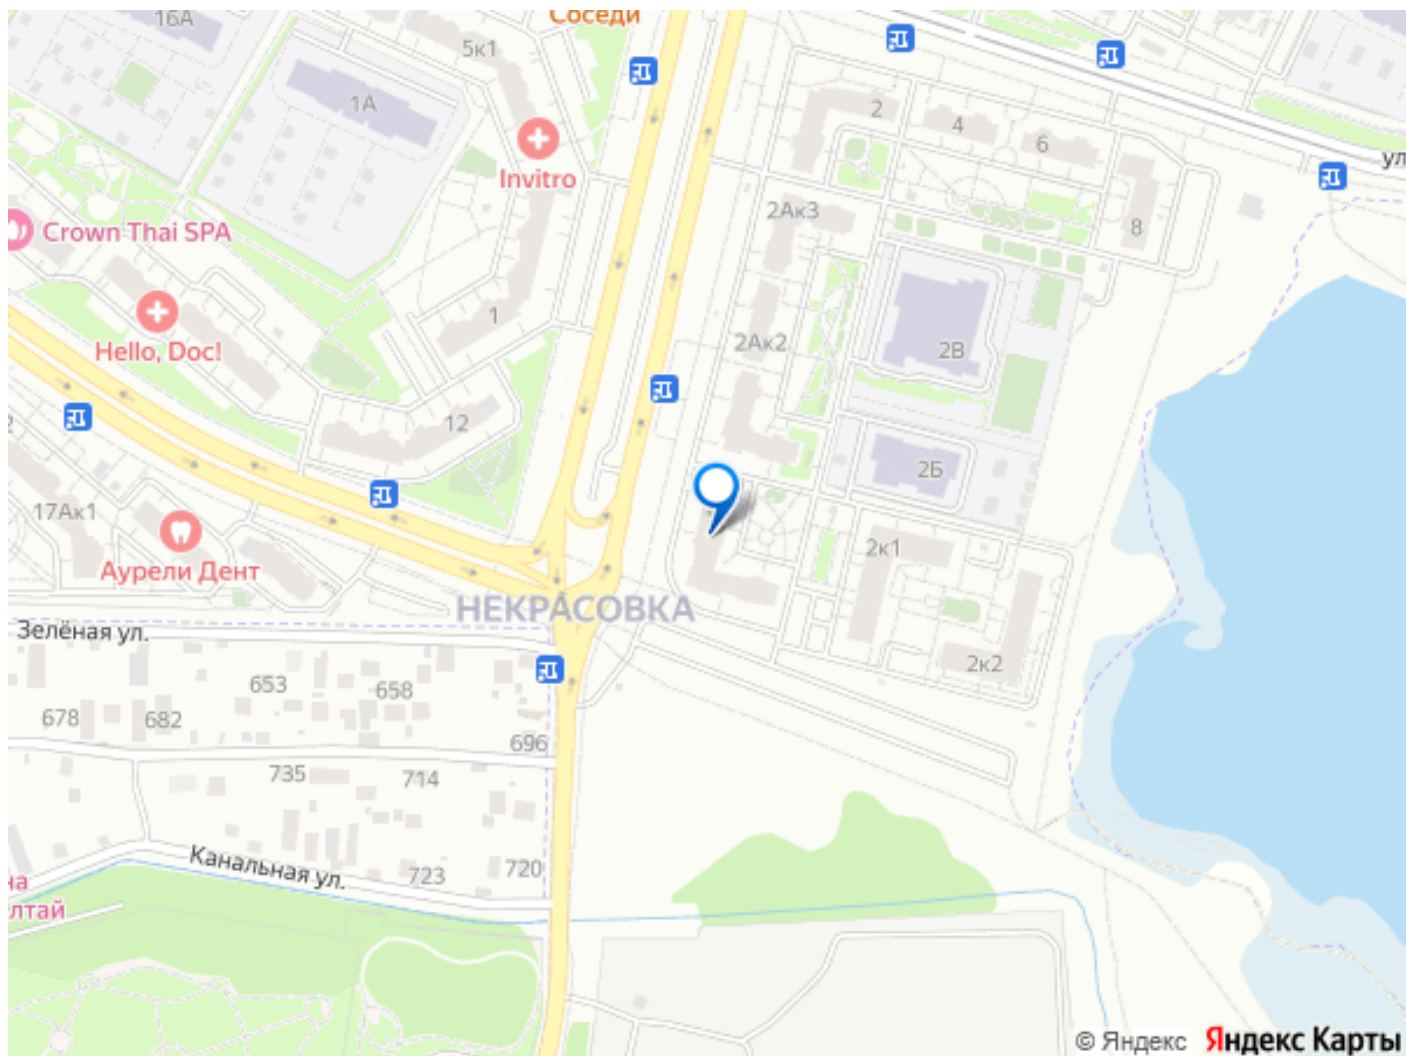 16А
Соседи
5к1
1А
Invitro
2
4
6
ул
8
2Ак3
Crown Thai SPA
Hello, Doc!
1
2Ак2
2В
12
2Б
17Ак1
Аурели Дент
2к1
НЕКРАСОВКА
Зелёная ул.
2к2
653
658
678
682
696
735
714
Канальная ул.
723
720
на
лтай
© Яндекс Яндекс Карты